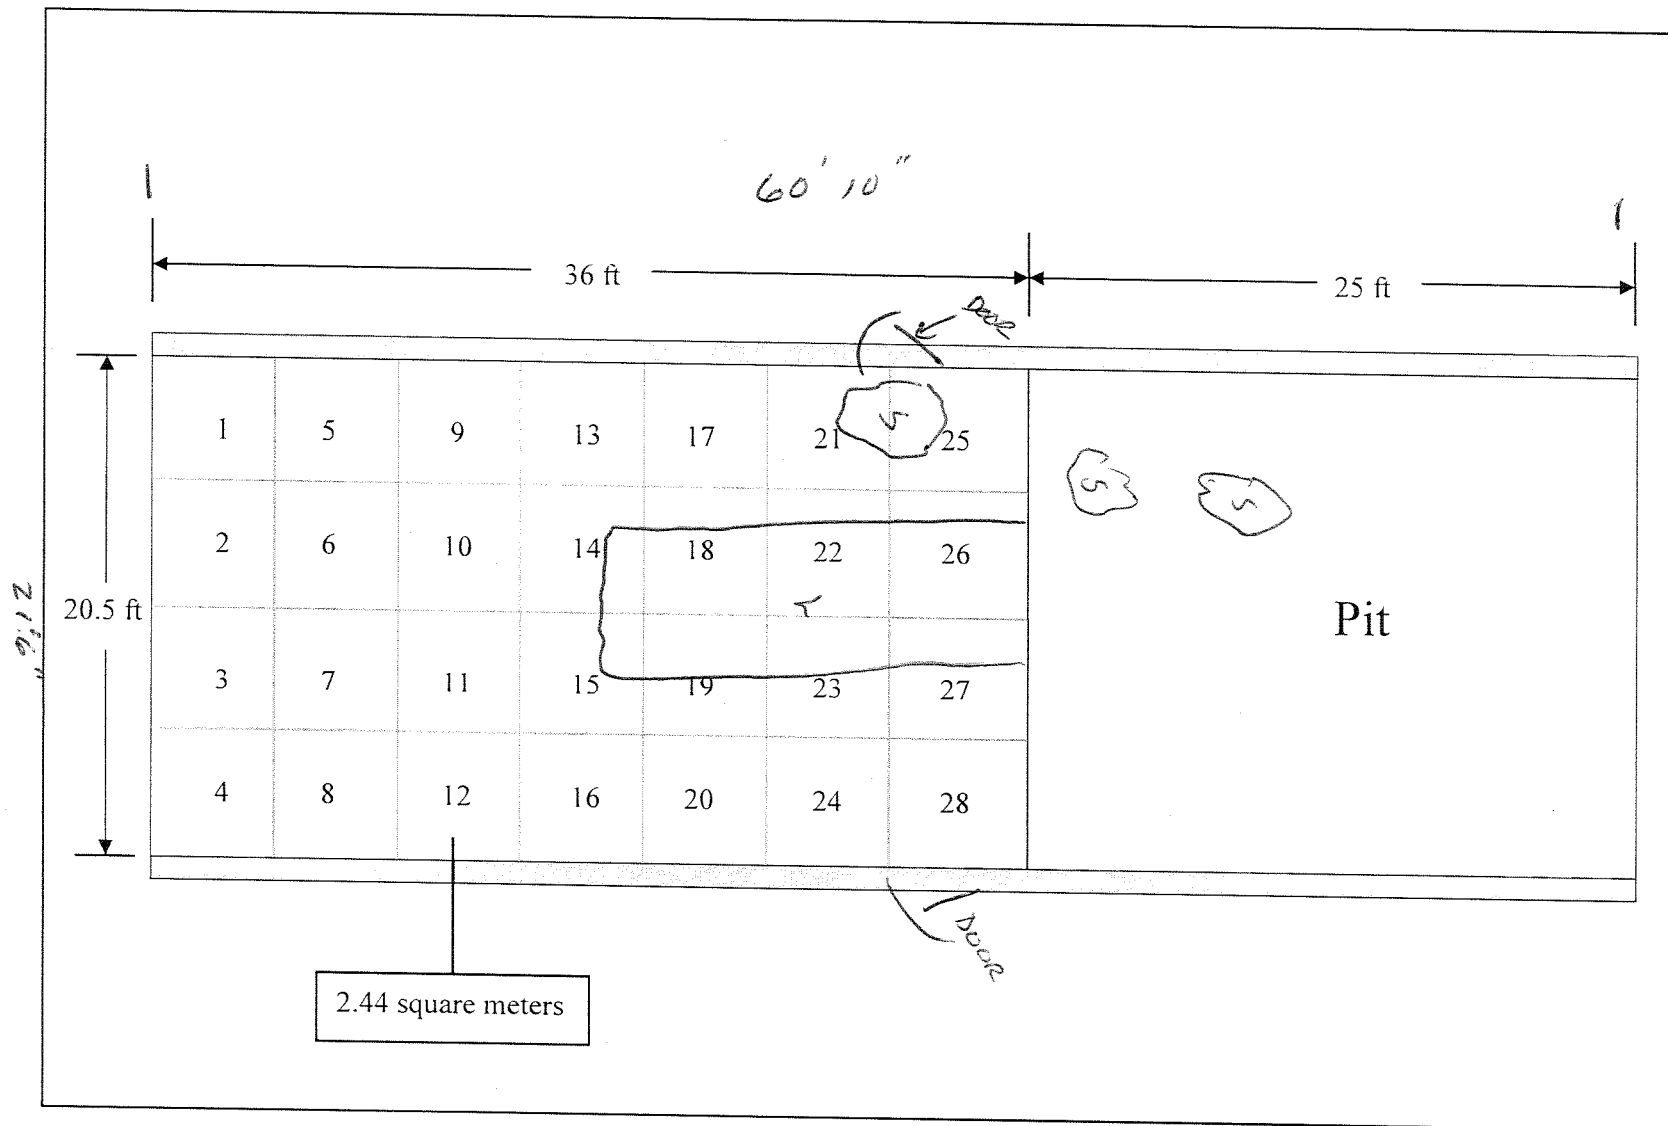 60' 10"
36 ft
25 ft
DOOR
1 5 9 13 17 21 25
S
S
S
2 6 10 14 18 22 26
20.5 ft
21'6"
Pit
3 7 11 15 19 23 27
4 8 12 16 20 24 28
DOOR
2.44 square meters